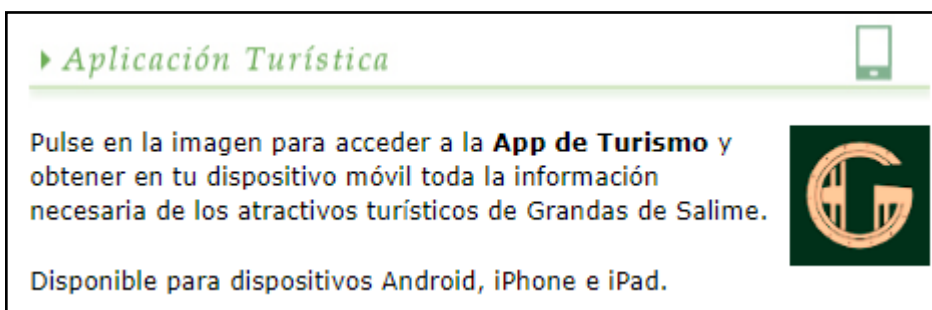 Aplicación Turística
Pulse en la imagen para acceder a la App de Turismo y
obtener en tu dispositivo móvil toda la información
necesaria de los atractivos turísticos de Grandas de Salime.
G
Disponible para dispositivos Android, iPhone e iPad.